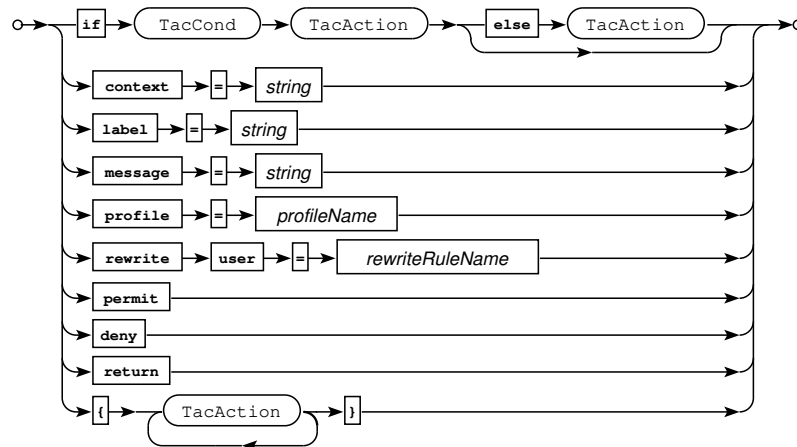 if TacCond TacAction else TacAction
context = string
label = string
message = string
profile = profileName
rewrite user = rewriteRuleName
permit
deny
return
{ TacAction }